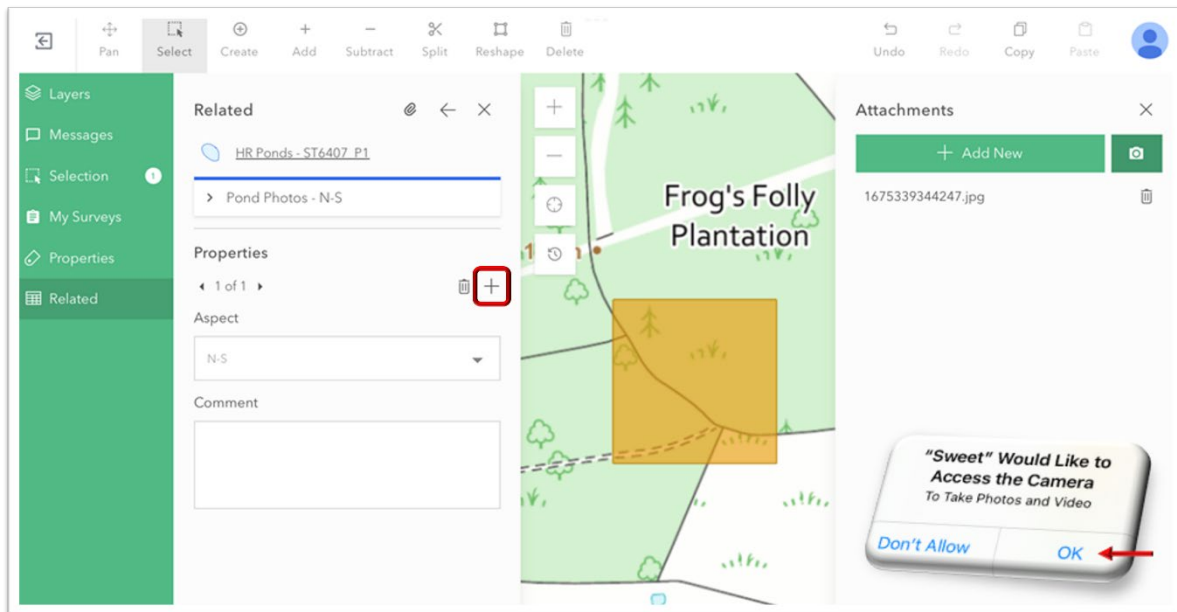 Pan
Select
Create
Add
Subtract
Split
Reshape
Delete
Undo
Redo
Copy
Paste
Layers
Messages
Selection 1
My Surveys
Properties
Related
Related
HR Ponds - ST6407_P1
Pond Photos - N-S
Properties
1 of 1
Aspect
N-S
Comment
Frog's Folly
Plantation
Attachments
Add New
1675339344247.jpg
"Sweet" Would Like to
Access the Camera
To Take Photos and Video
Don't Allow
OK